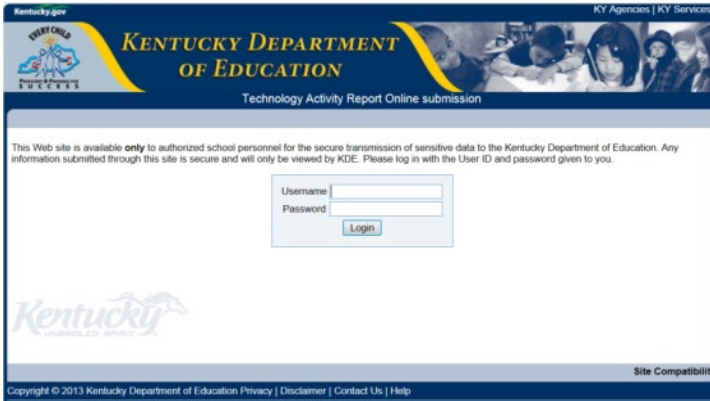 Kentucky.gov
KY Agencies | KY Services
EVERY CHILD
PROFICIENT & PREPARED FOR
SUCCESS
KENTUCKY DEPARTMENT
OF EDUCATION
Technology Activity Report Online submission
This Web site is available only to authorized school personnel for the secure transmission of sensitive data to the Kentucky Department of Education. Any
information submitted through this site is secure and will only be viewed by KDE. Please log in with the User ID and password given to you.
Username
Password
Login
Kentucky
UNBRIDLED SPIRIT
Site Compatibilit
Copyright © 2013 Kentucky Department of Education Privacy | Disclaimer | Contact Us | Help